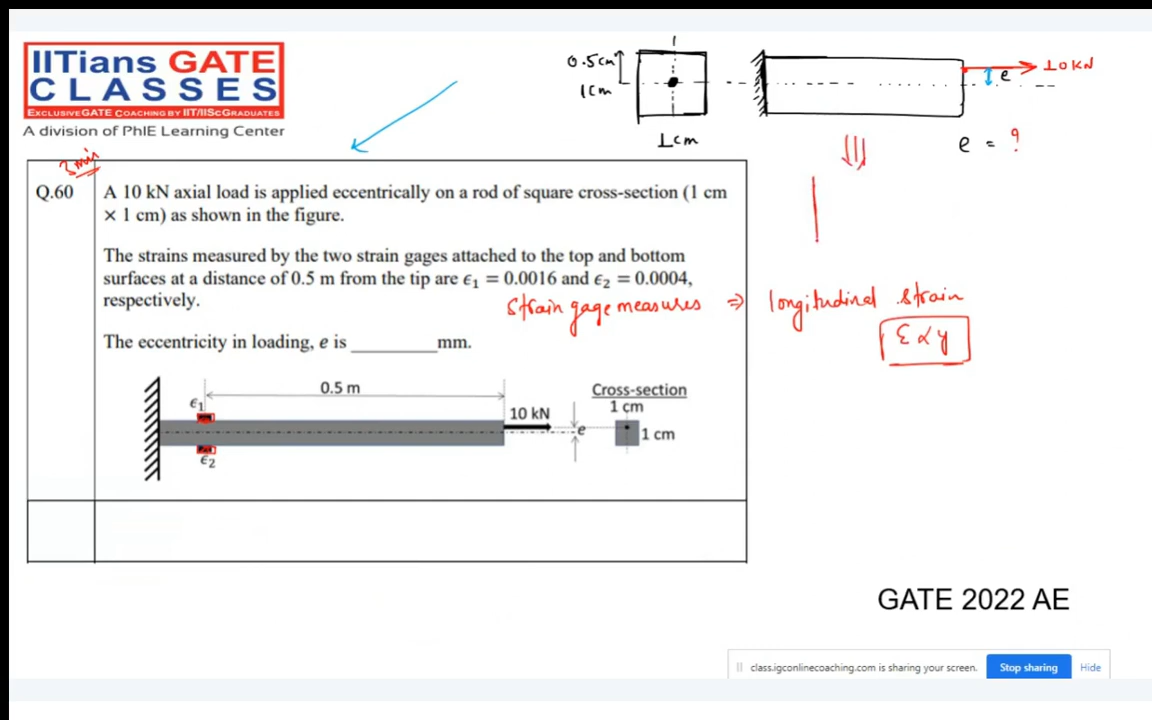 IITians GATE
CLASSES
EXCLUSIVE GATE COACHING BY IIT/IISC GRADUATES
A division of PhIE Learning Center
0.5cm
1cm
1cm
10KN
e
e = ?
3min
Q.60
A 10 kN axial load is applied eccentrically on a rod of square cross-section (1 cm
× 1 cm) as shown in the figure.
The strains measured by the two strain gages attached to the top and bottom
surfaces at a distance of 0.5 m from the tip are ϵ1 = 0.0016 and ϵ2 = 0.0004,
respectively.
Strain gage measures ⇒ longitudinal strain
ε α y
The eccentricity in loading, e is ________mm.
0.5 m
Cross-section
ϵ1
10 kN
1 cm
e
1 cm
ϵ2
GATE 2022 AE
class.igconlinecoaching.com is sharing your screen.
Stop sharing
Hide